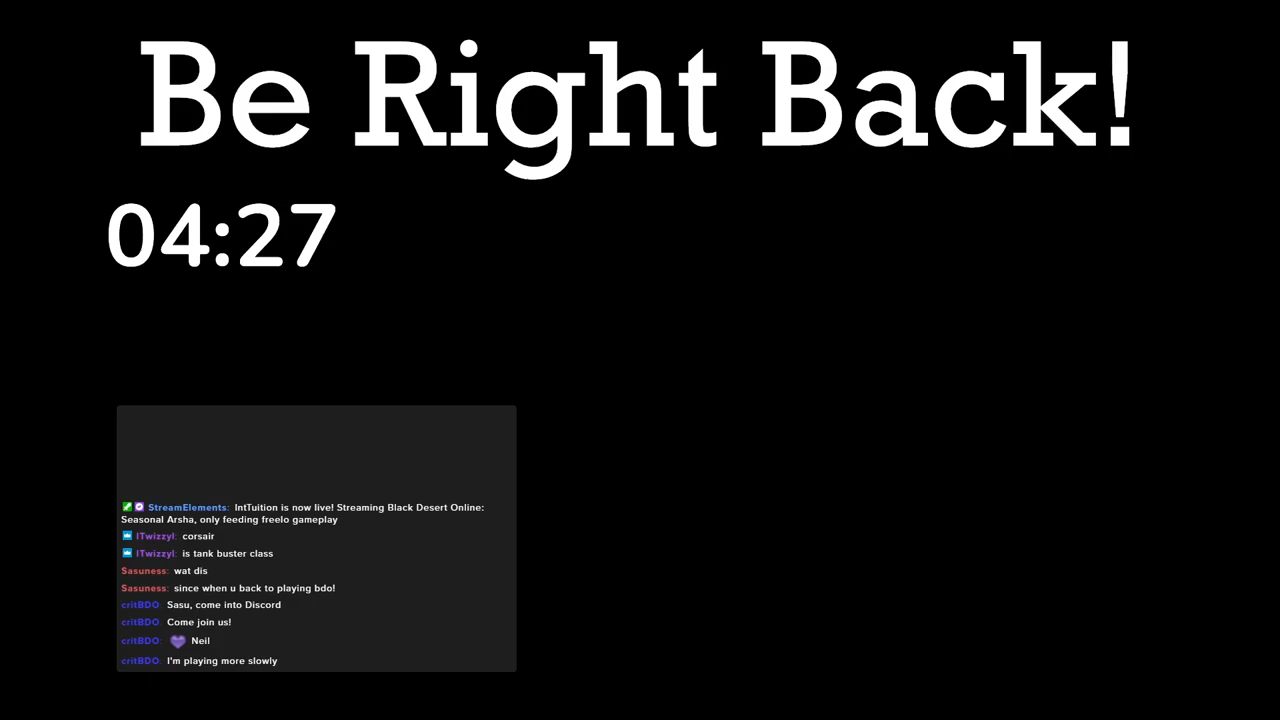 Be Right Back!
04:27
StreamElements: IntTuition is now live! Streaming Black Desert Online:
Seasonal Arsha, only feeding freelo gameplay
ITwizzyI: corsair
ITwizzyI: is tank buster class
Sasuness: wat dis
Sasuness: since when u back to playing bdo!
critBDO: Sasu, come into Discord
critBDO: Come join us!
critBDO: Neil
critBDO: I'm playing more slowly